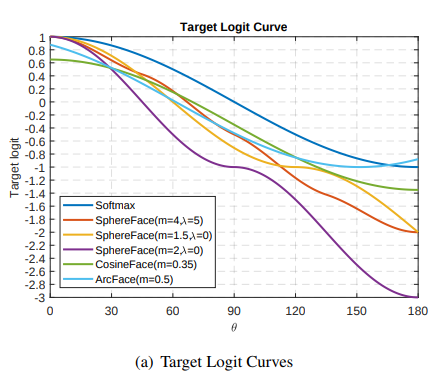 Target Logit Curve
1
0.8
0.6
0.4
0.2
0
-0.2
-0.4
-0.6
-0.8
-1
-1.2
-1.4
-1.6
-1.8
-2
-2.2
-2.4
-2.6
-2.8
-3
Target logit
Softmax
SphereFace(m=4,λ=5)
SphereFace(m=1.5,λ=0)
SphereFace(m=2,λ=0)
CosineFace(m=0.35)
ArcFace(m=0.5)
0 30 60 90 120 150 180
θ
(a) Target Logit Curves